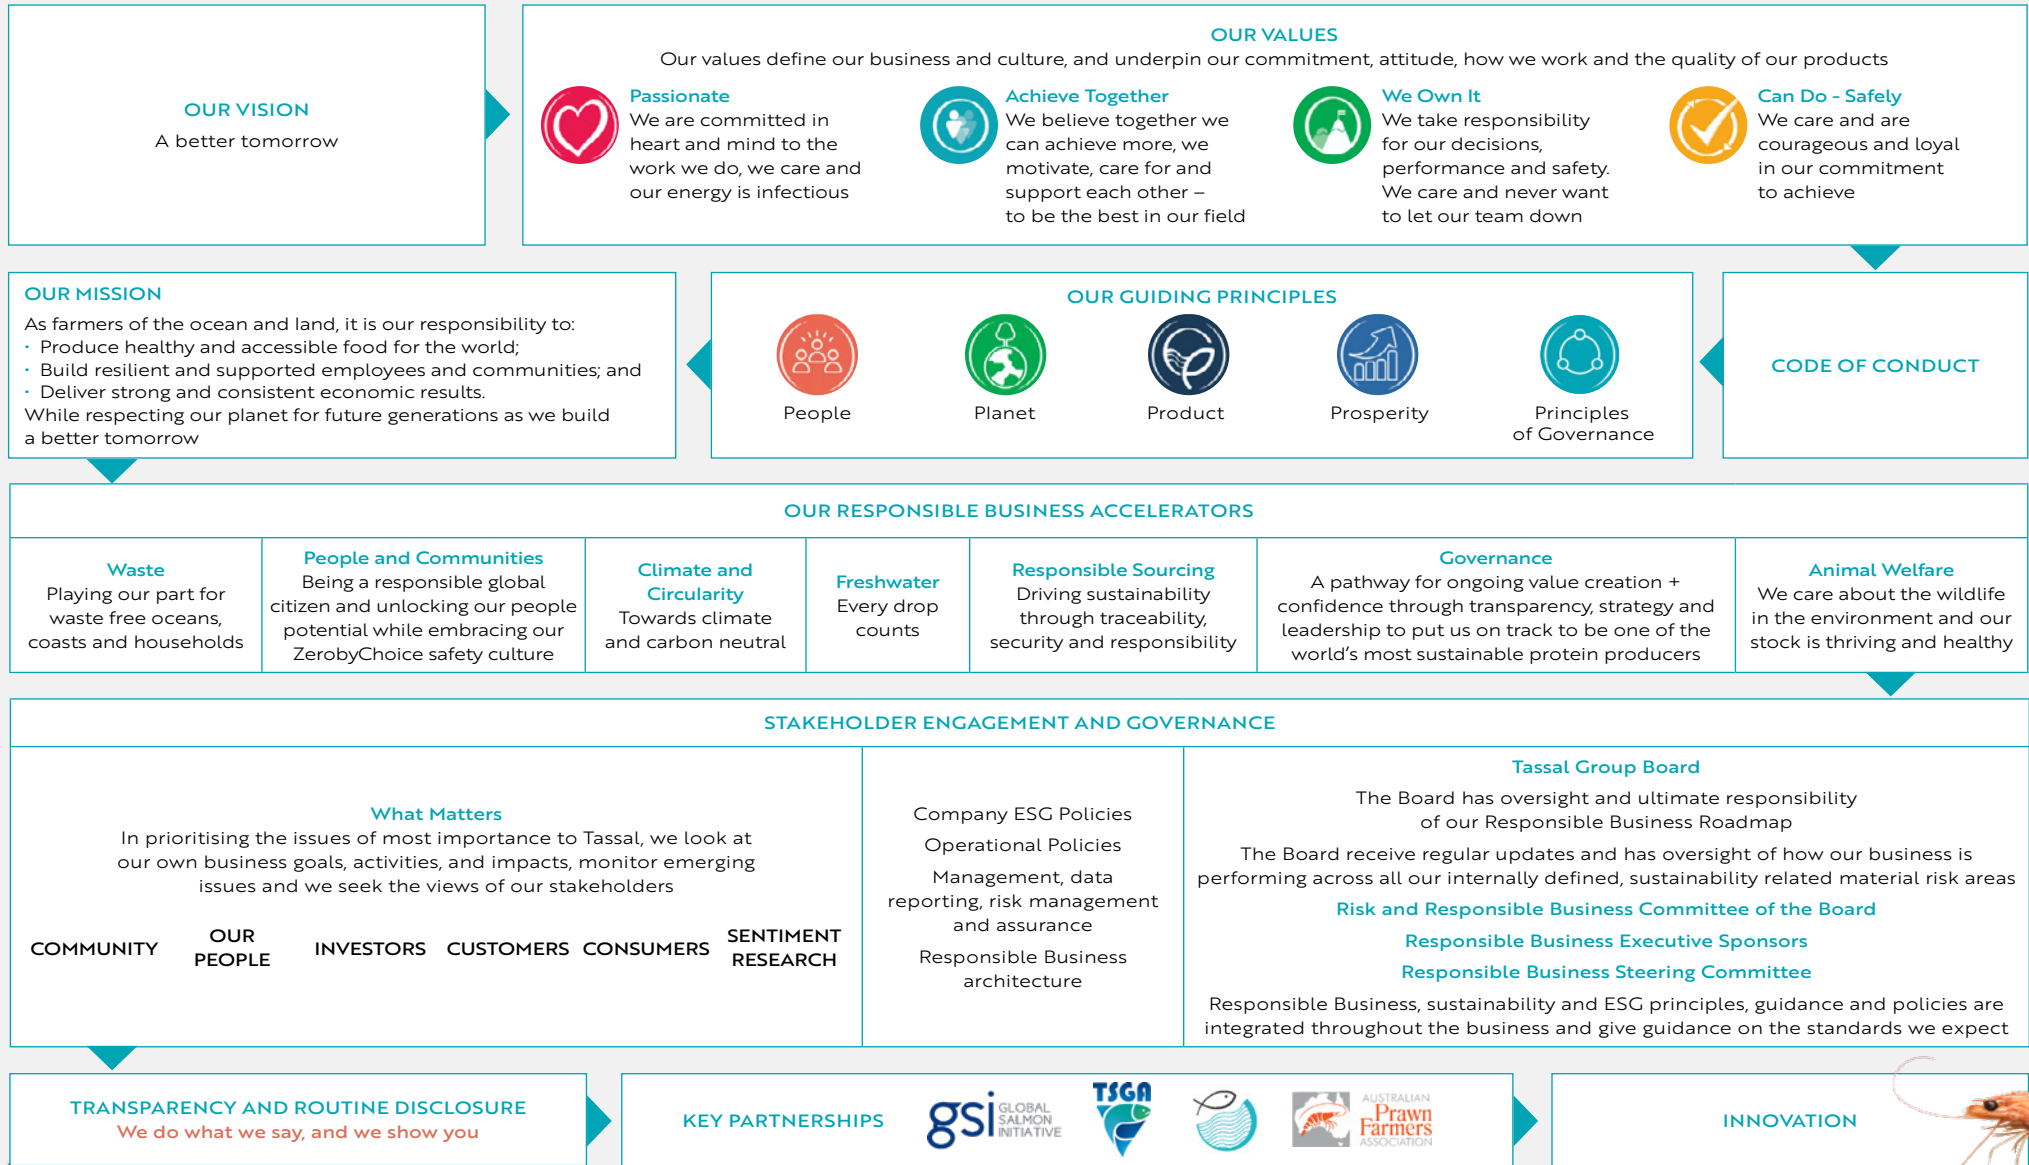 OUR VISION
A better tomorrow
OUR VALUES
Our values define our business and culture, and underpin our commitment, attitude, how we work and the quality of our products
Passionate
We are committed in
heart and mind to the
work we do, we care and
our energy is infectious
Achieve Together
We believe together we
can achieve more, we
motivate, care for and
support each other –
to be the best in our field
We Own It
We take responsibility
for our decisions,
performance and safety.
We care and never want
to let our team down
Can Do - Safely
We care and are
courageous and loyal
in our commitment
to achieve
OUR MISSION
As farmers of the ocean and land, it is our responsibility to:
· Produce healthy and accessible food for the world;
· Build resilient and supported employees and communities; and
· Deliver strong and consistent economic results.
While respecting our planet for future generations as we build
a better tomorrow
OUR GUIDING PRINCIPLES
People
Planet
Product
Prosperity
Principles
of Governance
CODE OF CONDUCT
OUR RESPONSIBLE BUSINESS ACCELERATORS
Waste
Playing our part for
waste free oceans,
coasts and households
People and Communities
Being a responsible global
citizen and unlocking our people
potential while embracing our
ZerobyChoice safety culture
Climate and
Circularity
Towards climate
and carbon neutral
Freshwater
Every drop
counts
Responsible Sourcing
Driving sustainability
through traceability,
security and responsibility
Governance
A pathway for ongoing value creation +
confidence through transparency, strategy and
leadership to put us on track to be one of the
world's most sustainable protein producers
Animal Welfare
We care about the wildlife
in the environment and our
stock is thriving and healthy
STAKEHOLDER ENGAGEMENT AND GOVERNANCE
What Matters
In prioritising the issues of most importance to Tassal, we look at
our own business goals, activities, and impacts, monitor emerging
issues and we seek the views of our stakeholders
COMMUNITY
OUR
PEOPLE
INVESTORS
CUSTOMERS
CONSUMERS
SENTIMENT
RESEARCH
Company ESG Policies
Operational Policies
Management, data
reporting, risk management
and assurance
Responsible Business
architecture
Tassal Group Board
The Board has oversight and ultimate responsibility
of our Responsible Business Roadmap
The Board receive regular updates and has oversight of how our business is
performing across all our internally defined, sustainability related material risk areas
Risk and Responsible Business Committee of the Board
Responsible Business Executive Sponsors
Responsible Business Steering Committee
Responsible Business, sustainability and ESG principles, guidance and policies are
integrated throughout the business and give guidance on the standards we expect
TRANSPARENCY AND ROUTINE DISCLOSURE
We do what we say, and we show you
KEY PARTNERSHIPS
gsi GLOBAL
SALMON
INITIATIVE
TSGA
AUSTRALIAN
Prawn
Farmers
ASSOCIATION
INNOVATION